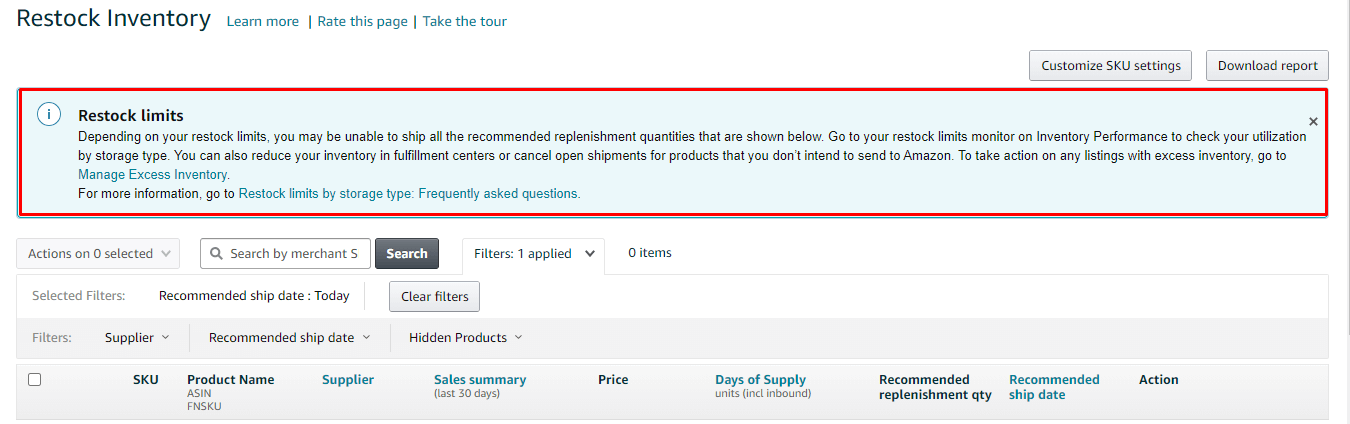 Restock Inventory Learn more | Rate this page | Take the tour
Customize SKU settings Download report
Restock limits
Depending on your restock limits, you may be unable to ship all the recommended replenishment quantities that are shown below. Go to your restock limits monitor on Inventory Performance to check your utilization
by storage type. You can also reduce your inventory in fulfillment centers or cancel open shipments for products that you don't intend to send to Amazon. To take action on any listings with excess inventory, go to
Manage Excess Inventory.
For more information, go to Restock limits by storage type: Frequently asked questions.
Actions on 0 selected Search by merchant S Search Filters: 1 applied 0 items
Selected Filters: Recommended ship date : Today Clear filters
Filters: Supplier Recommended ship date Hidden Products
SKU Product Name Supplier Sales summary Price Days of Supply Recommended Recommended Action
ASIN (last 30 days) units (incl inbound) replenishment qty ship date
FNSKU